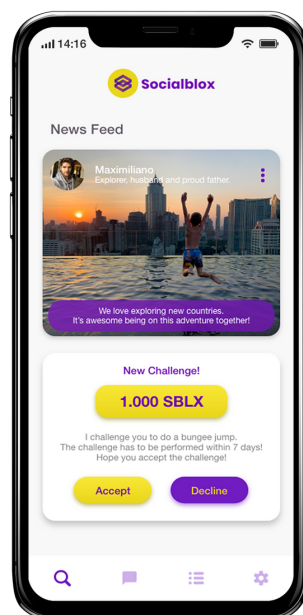 14:16
Socialblox
News Feed
Maximiliano
Explorer, husband and proud father.
We love exploring new countries.
It's awesome being on this adventure together!
New Challenge!
1.000 SBLX
I challenge you to do a bungee jump.
The challenge has to be performed within 7 days!
Hope you accept the challenge!
Accept
Decline